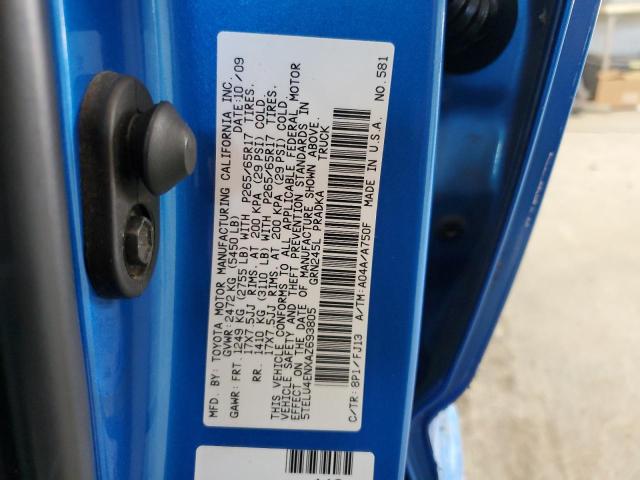 MFD. BY: TOYOTA MOTOR MANUFACTURING CALIFORNIA INC. DATE: 10/09
GVWR: 2472 KG (5450 LB)
GAWR: FRT. 1249 KG (2755 LB) WITH P265/65R17 TIRES.
17X7.5JJ RIMS. AT 200 KPA (29 PSI) COLD.
RR. 1410 KG (3110 LB) WITH P265/65R17 TIRES.
17X7.5JJ RIMS. AT 200 KPA (29 PSI) COLD
THIS VEHICLE CONFORMS TO ALL APPLICABLE FEDERAL MOTOR
VEHICLE SAFETY AND THEFT PREVENTION STANDARDS IN
EFFECT ON THE DATE OF MANUFACTURE SHOWN ABOVE.
5TELU4ENXAZ693805 GRN245L PRADKA TRUCK
C/TR: 8P1/FJ13 A/TM: A04A/A750F
MADE IN U.S.A. NO. 581